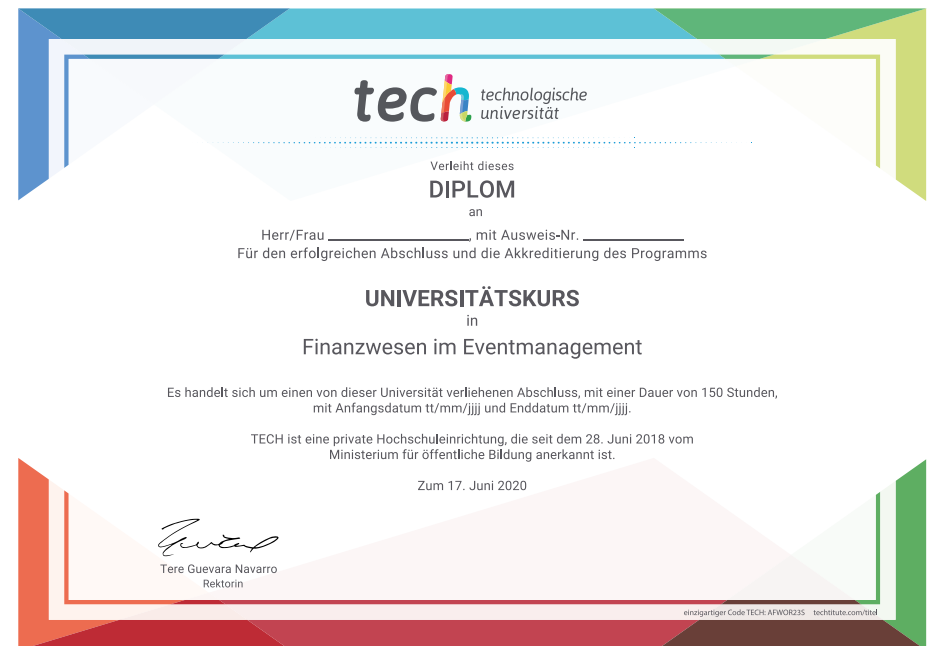 tech technologische
universität
Verleiht dieses
DIPLOM
an
Herr/Frau ____________________, mit Ausweis-Nr. ______________
Für den erfolgreichen Abschluss und die Akkreditierung des Programms
UNIVERSITÄTSKURS
in
Finanzwesen im Eventmanagement
Es handelt sich um einen von dieser Universität verliehenen Abschluss, mit einer Dauer von 150 Stunden,
mit Anfangsdatum tt/mm/jjjj und Enddatum tt/mm/jjjj.
TECH ist eine private Hochschuleinrichtung, die seit dem 28. Juni 2018 vom
Ministerium für öffentliche Bildung anerkannt ist.
Zum 17. Juni 2020
Tere Guevara Navarro
Rektorin
einzigartiger Code TECH: AFWOR23S techtitute.com/titel